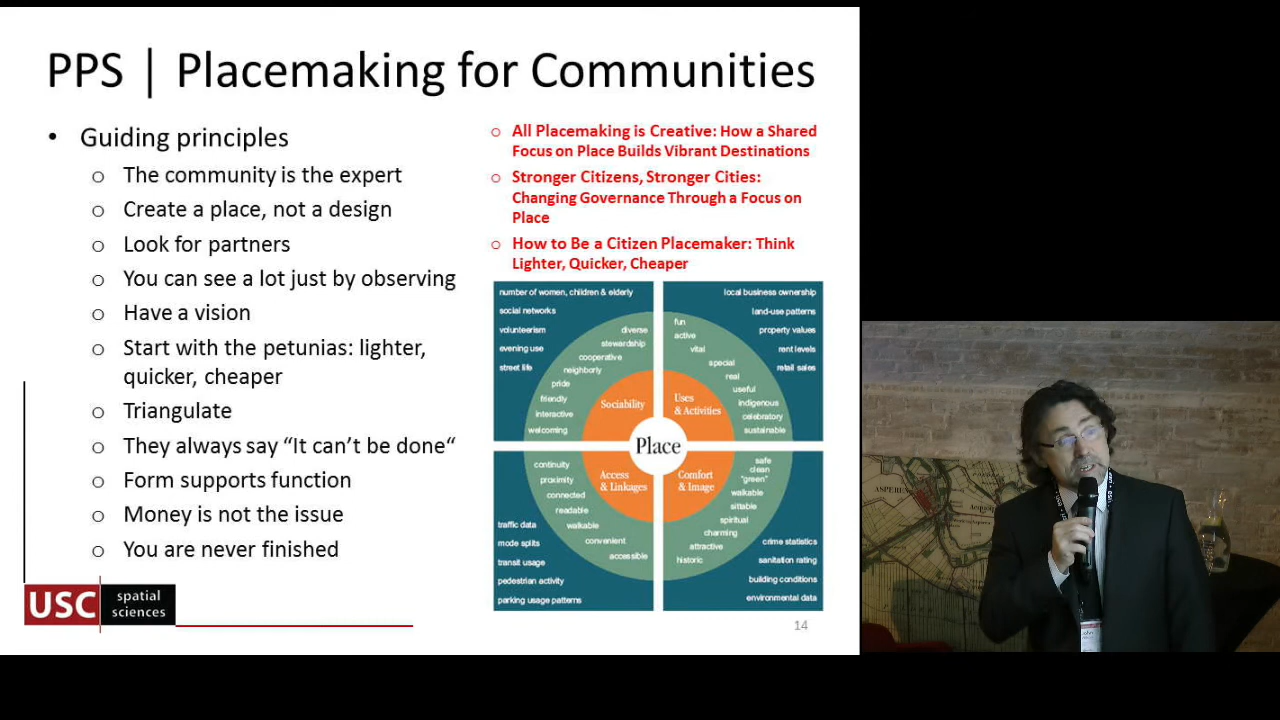 PPS | Placemaking for Communities
• Guiding principles
o The community is the expert
o Create a place, not a design
o Look for partners
o You can see a lot just by observing
o Have a vision
o Start with the petunias: lighter,
quicker, cheaper
o Triangulate
o They always say “It can’t be done“
o Form supports function
o Money is not the issue
o You are never finished
o All Placemaking is Creative: How a Shared
Focus on Place Builds Vibrant Destinations
o Stronger Citizens, Stronger Cities:
Changing Governance Through a Focus on
Place
o How to Be a Citizen Placemaker: Think
Lighter, Quicker, Cheaper
number of women, children & elderly
social networks
volunteerism
evening use
street life
diverse
stewardship
cooperative
neighborly
pride
friendly
interactive
welcoming
Sociability
local business ownership
land-use patterns
property values
rent levels
retail sales
fun
active
vital
special
real
useful
indigenous
celebratory
sustainable
Uses
& Activities
Place
continuity
proximity
connected
readable
walkable
convenient
accessible
Access
& Linkages
traffic data
mode splits
transit usage
pedestrian activity
parking usage patterns
Comfort
& Image
safe
clean
"green"
walkable
sittable
spiritual
charming
attractive
historic
crime statistics
sanitation rating
building conditions
environmental data
USC
spatial
sciences
14
ASPEREN
John